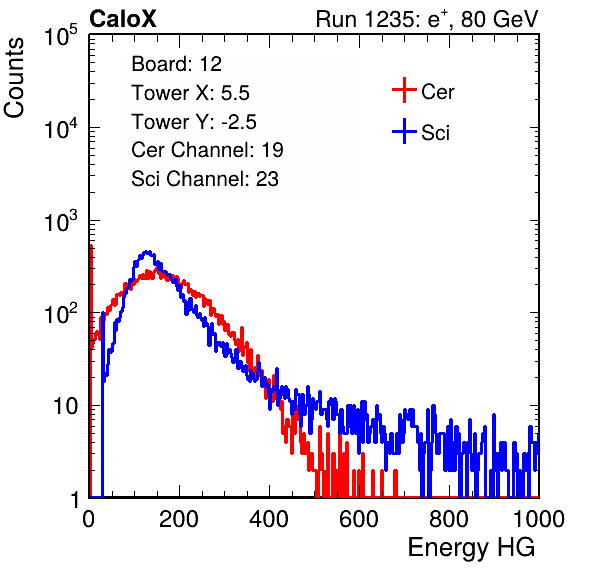 CaloX Run 1235: e⁺, 80 GeV
Counts
10⁵
10⁴
10³
10²
10
1
Board: 12
Tower X: 5.5
Tower Y: -2.5
Cer Channel: 19
Sci Channel: 23
Cer
Sci
0 200 400 600 800 1000
Energy HG